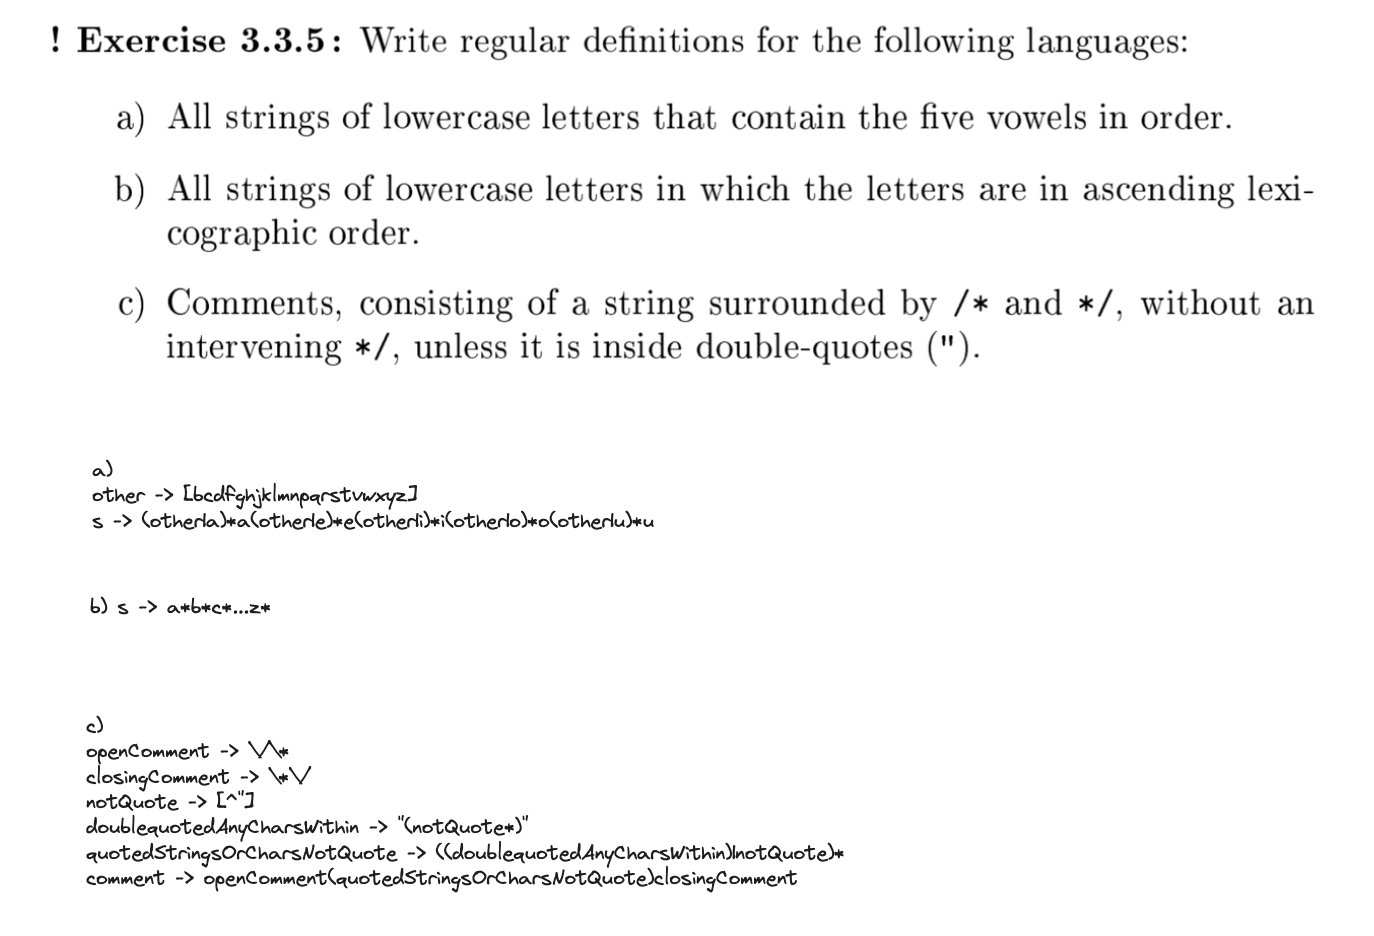 ! Exercise 3.3.5: Write regular definitions for the following languages:
a) All strings of lowercase letters that contain the five vowels in order.
b) All strings of lowercase letters in which the letters are in ascending lexi-
cographic order.
c) Comments, consisting of a string surrounded by /* and */, without an
intervening */, unless it is inside double-quotes (").
a)
other -> [bcdfghjklmnpqrstvwxyz]
s -> (other|a)*a(other|e)*e(other|i)*i(other|o)*o(other|u)*u
b) s -> a*b*c*...z*
c)
openComment -> \/\*
closingComment -> \*\/
notQuote -> [^"]
doublequotedAnyCharsWithin -> "(notQuote*)"
quotedStringsOrCharsNotQuote -> ((doublequotedAnyCharsWithin)|notQuote)*
comment -> openComment(quotedStringsOrCharsNotQuote)closingComment